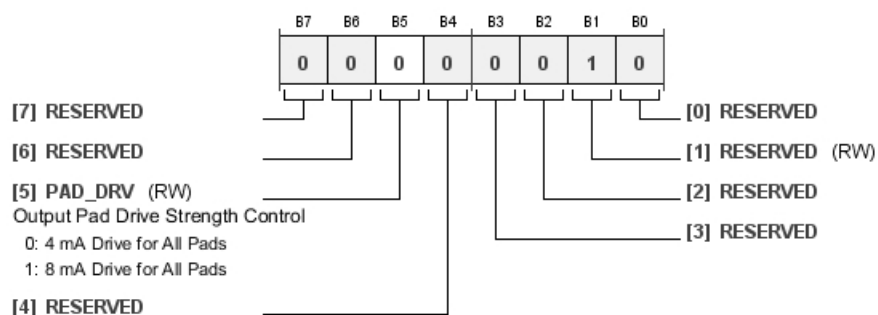 B7 B6 B5 B4 B3 B2 B1 B0
0 0 0 0 0 0 1 0
[7] RESERVED
[0] RESERVED
[6] RESERVED
[1] RESERVED (RW)
[5] PAD_DRV (RW)
[2] RESERVED
Output Pad Drive Strength Control
[3] RESERVED
0: 4 mA Drive for All Pads
1: 8 mA Drive for All Pads
[4] RESERVED